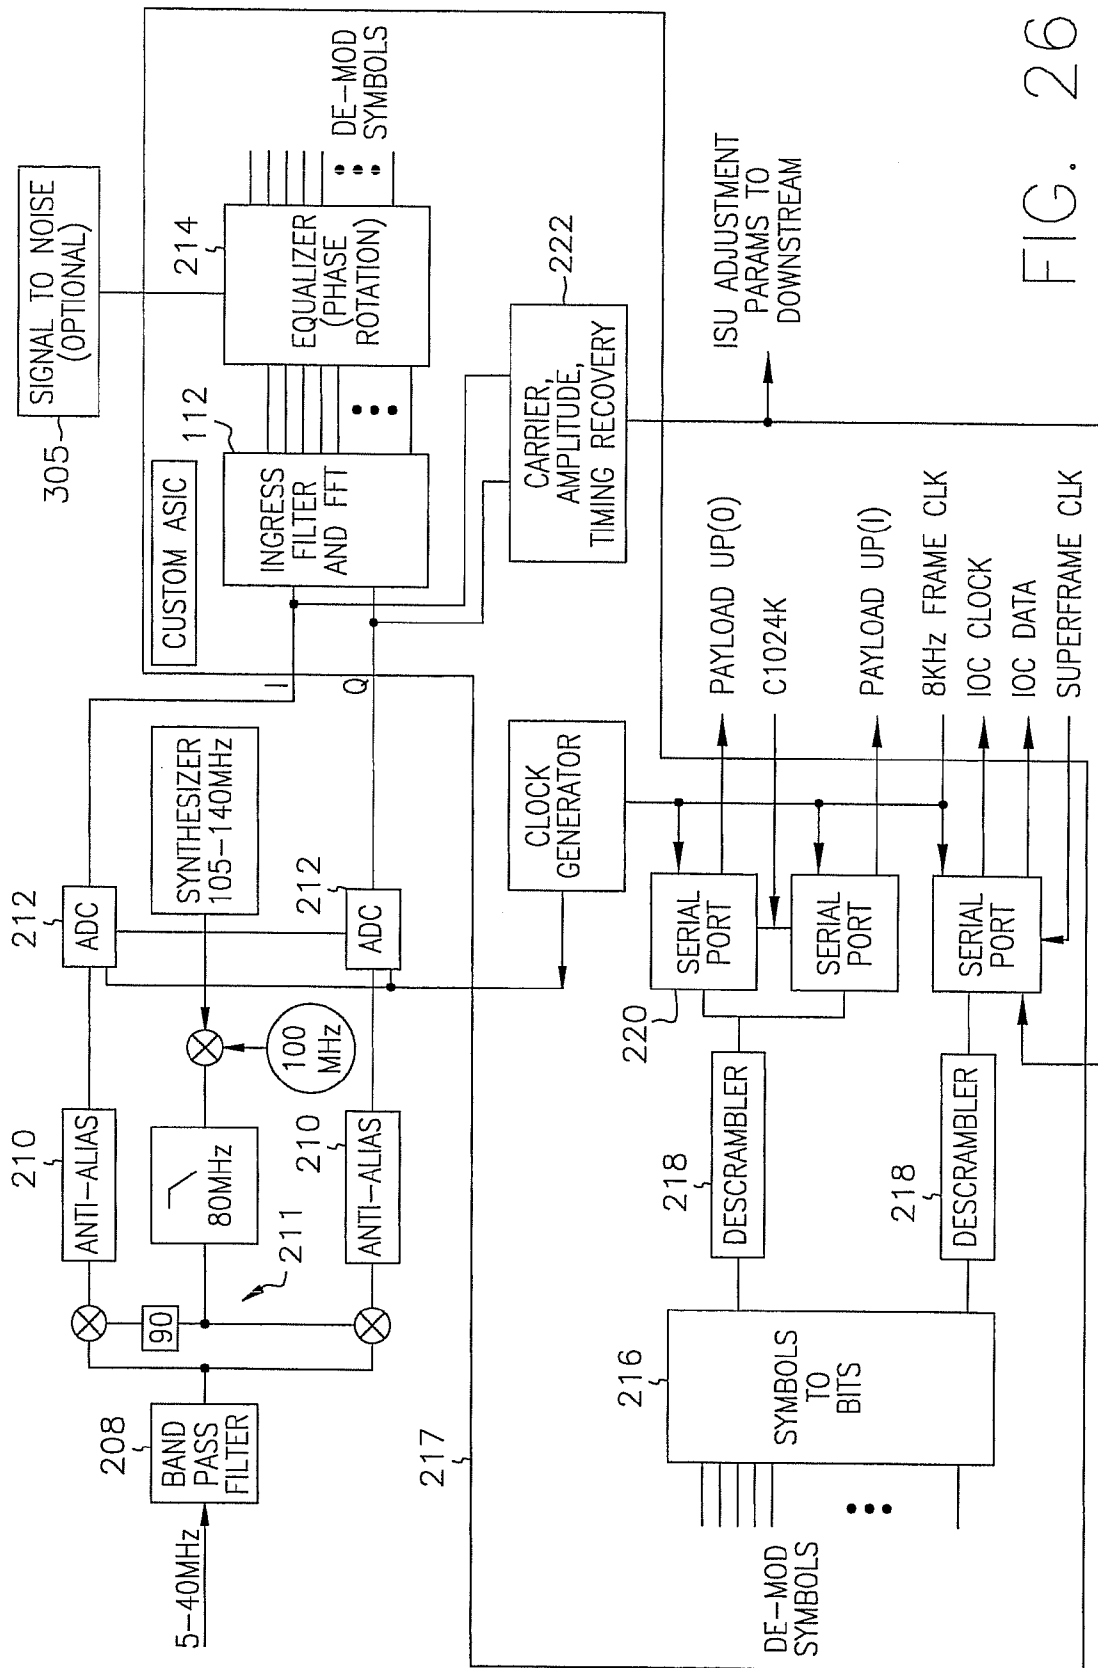 305
SIGNAL TO NOISE
(OPTIONAL)
CUSTOM ASIC
112
INGRESS
FILTER
AND FFT
214
EQUALIZER
(PHASE
ROTATION)
DE-MOD
SYMBOLS
I
Q
222
CARRIER,
AMPLITUDE,
TIMING RECOVERY
ISU ADJUSTMENT
PARAMS TO
DOWNSTREAM
5-40MHz
208
BAND
PASS
FILTER
90
211
210
ANTI-ALIAS
80MHz
210
ANTI-ALIAS
100
MHz
SYNTHESIZER
105-140MHz
212
ADC
212
ADC
217
CLOCK
GENERATOR
DE-MOD
SYMBOLS
216
SYMBOLS
TO
BITS
218
DESCRAMBLER
218
DESCRAMBLER
220
SERIAL
PORT
SERIAL
PORT
SERIAL
PORT
PAYLOAD UP(0)
C1024K
PAYLOAD UP(1)
8KHz FRAME CLK
IOC CLOCK
IOC DATA
SUPERFRAME CLK
FIG. 26